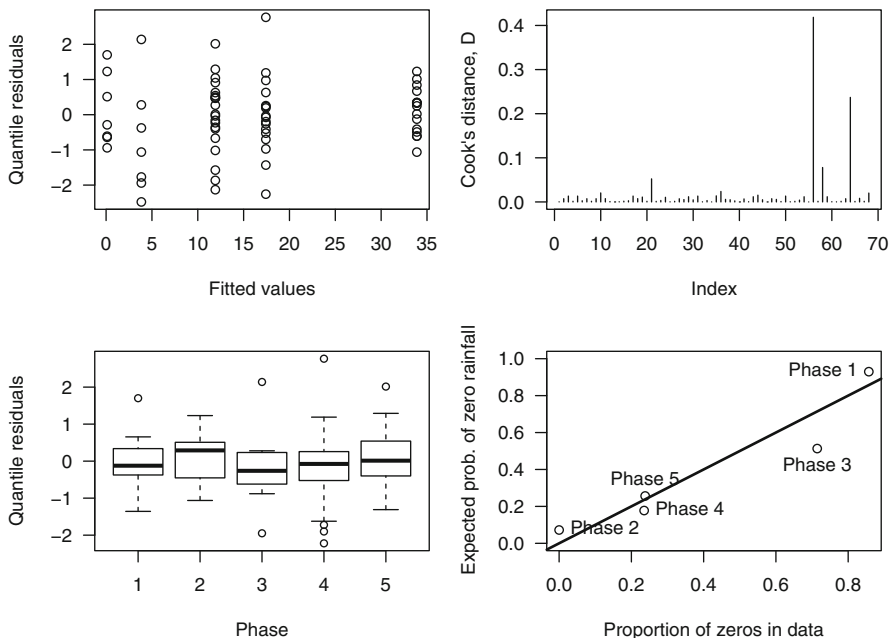 Quantile residuals
2
1
0
-1
-2
0 5 10 15 20 25 30 35
Fitted values
Cook's distance, D
0.4
0.3
0.2
0.1
0.0
0 10 20 30 40 50 60 70
Index
Quantile residuals
2
1
0
-1
-2
1 2 3 4 5
Phase
Expected prob. of zero rainfall
1.0
0.8
0.6
0.4
0.2
0.0
Phase 1
Phase 3
Phase 5
Phase 4
Phase 2
0.0 0.2 0.4 0.6 0.8
Proportion of zeros in data